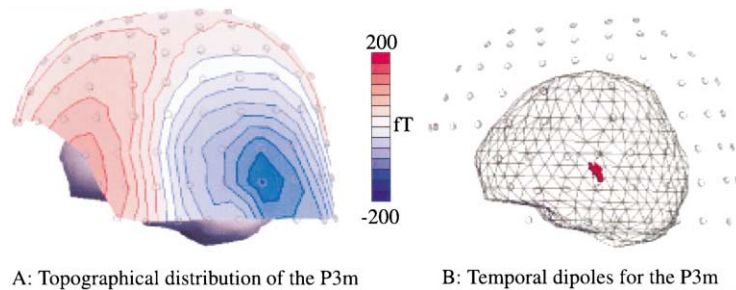 200
fT
-200
A: Topographical distribution of the P3m
B: Temporal dipoles for the P3m